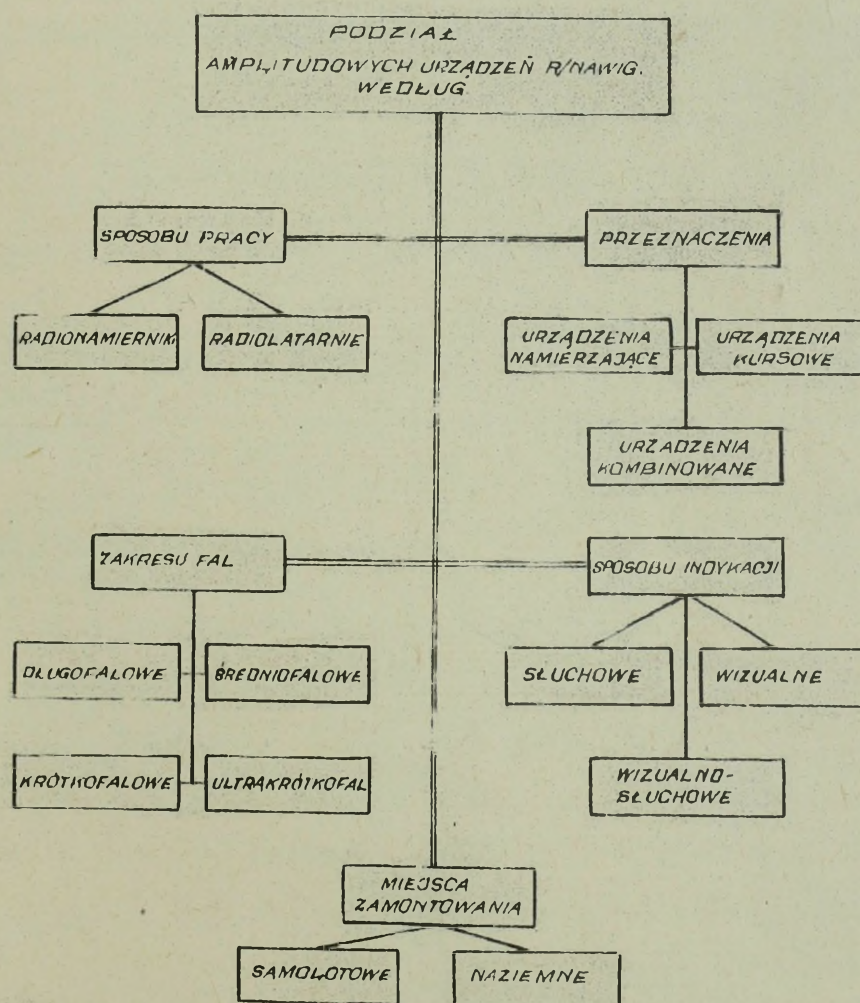 PODZIAŁ
AMPLITUDOWYCH URZĄDZEŃ R/NAWIG.
WEDŁUG
SPOSOBU PRACY
PRZEZNACZENIA
RADIONAMIERNIKI
RADIOLATARNIE
URZĄDZENIA
NAMIERZAJĄCE
URZĄDZENIA
KURSOWE
URZADZENIA
KOMBINOWANE
ZAKRESU FAL
SPOSOBU INDYKACJI
DŁUGOFALOWE
ŚREDNIOFALOWE
SŁUCHOWE
WIZUALNE
KRÓTKOFALOWE
ULTRAKRÓTKOFAL
WIZUALNO-
SŁUCHOWE
MIEJSCA
ZAMONTOWANIA
SAMOLOTOWE
NAZIEMNE